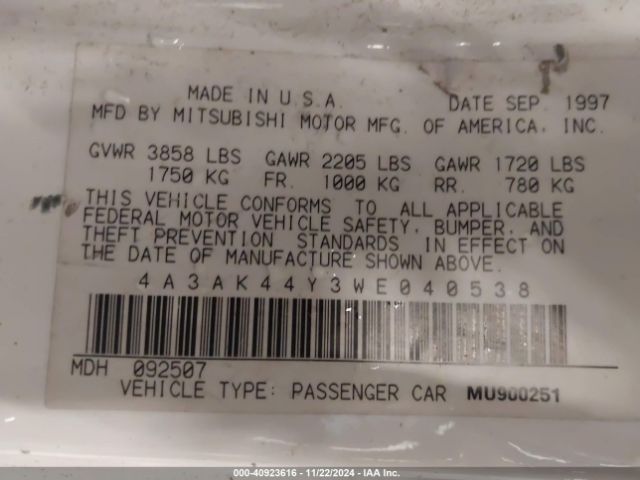 MADE IN U.S.A. DATE SEP. 1997
MFD BY MITSUBISHI MOTOR MFG. OF AMERICA, INC.
GVWR 3858 LBS GAWR 2205 LBS GAWR 1720 LBS
1750 KG FR. 1000 KG RR. 780 KG
THIS VEHICLE CONFORMS TO ALL APPLICABLE
FEDERAL MOTOR VEHICLE SAFETY, BUMPER, AND
THEFT PREVENTION STANDARDS IN EFFECT ON
THE DATE OF MANUFACTURE SHOWN ABOVE.
4A3AK44Y3WE040538
MDH 092507
VEHICLE TYPE: PASSENGER CAR MU900251
000-40923616 - 11/22/2024 - IAA Inc.